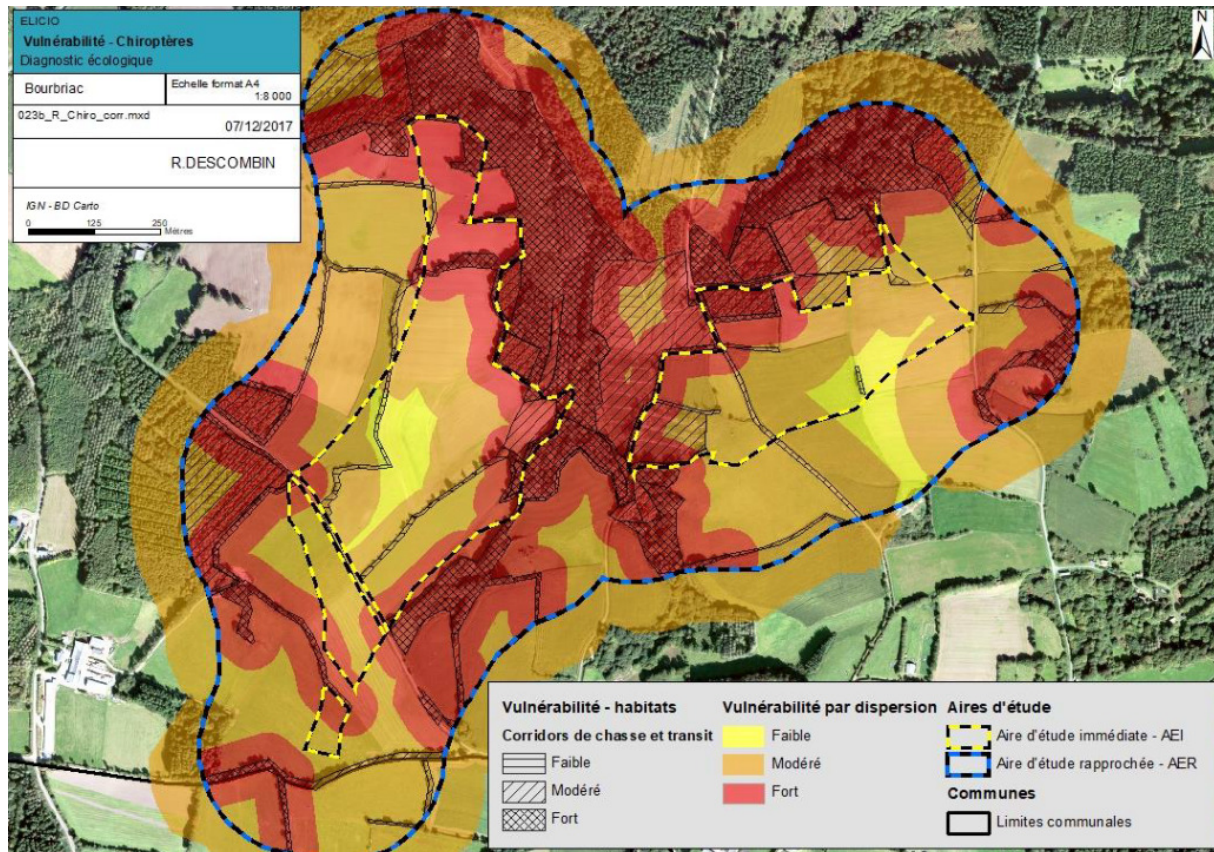 ELICIO
Vulnérabilité - Chiroptères
Diagnostic écologique
Bourbriac
Echelle format A4
1:8 000
023b_R_Chiro_corr.mxd
07/12/2017
R.DESCOMBIN
IGN - BD Carto
0 125 250
Mètres
N
Vulnérabilité - habitats
Corridors de chasse et transit
Faible
Modéré
Fort
Vulnérabilité par dispersion
Faible
Modéré
Fort
Aires d'étude
Aire d'étude immédiate - AEI
Aire d'étude rapprochée - AER
Communes
Limites communales